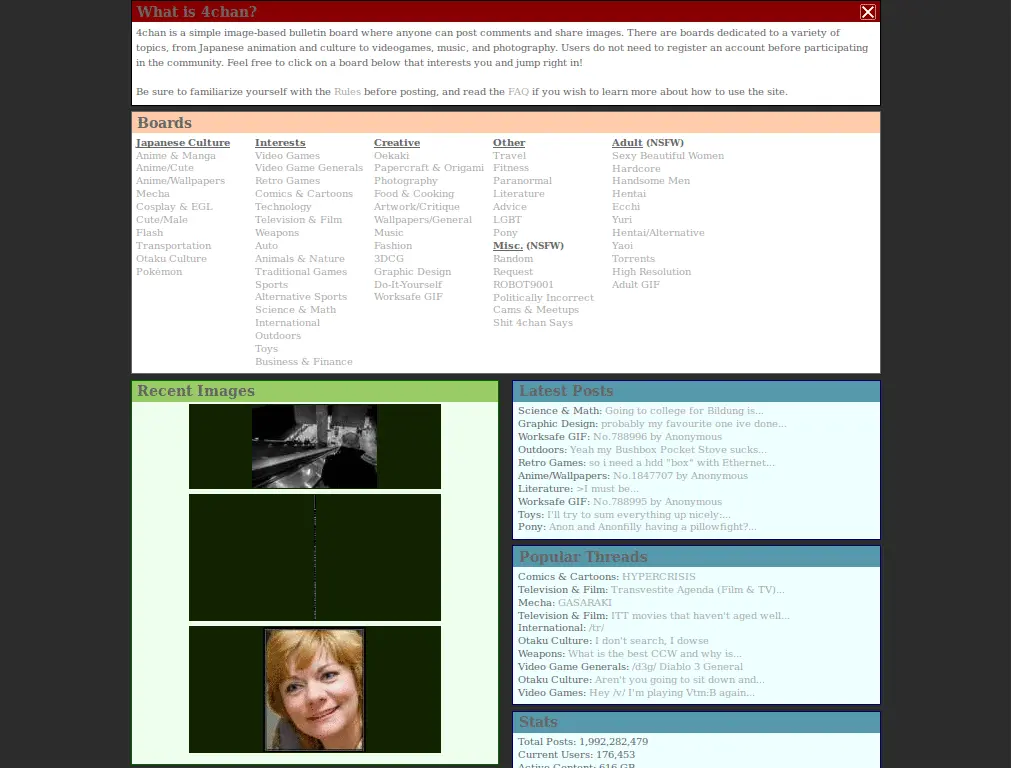 What is 4chan?
4chan is a simple image-based bulletin board where anyone can post comments and share images. There are boards dedicated to a variety of
topics, from Japanese animation and culture to videogames, music, and photography. Users do not need to register an account before participating
in the community. Feel free to click on a board below that interests you and jump right in!
Be sure to familiarize yourself with the Rules before posting, and read the FAQ if you wish to learn more about how to use the site.
Boards
Japanese Culture
Anime & Manga
Anime/Cute
Anime/Wallpapers
Mecha
Cosplay & EGL
Cute/Male
Flash
Transportation
Otaku Culture
Pokémon
Interests
Video Games
Video Game Generals
Retro Games
Comics & Cartoons
Technology
Television & Film
Weapons
Auto
Animals & Nature
Traditional Games
Sports
Alternative Sports
Science & Math
International
Outdoors
Toys
Business & Finance
Creative
Oekaki
Papercraft & Origami
Photography
Food & Cooking
Artwork/Critique
Wallpapers/General
Music
Fashion
3DCG
Graphic Design
Do-It-Yourself
Worksafe GIF
Other
Travel
Fitness
Paranormal
Literature
Advice
LGBT
Pony
Misc. (NSFW)
Random
Request
ROBOT9001
Politically Incorrect
Cams & Meetups
Shit 4chan Says
Adult (NSFW)
Sexy Beautiful Women
Hardcore
Handsome Men
Hentai
Ecchi
Yuri
Hentai/Alternative
Yaoi
Torrents
High Resolution
Adult GIF
Recent Images
Latest Posts
Science & Math: Going to college for Bildung is...
Graphic Design: probably my favourite one ive done...
Worksafe GIF: No.788996 by Anonymous
Outdoors: Yeah my Bushbox Pocket Stove sucks...
Retro Games: so i need a hdd "box" with Ethernet...
Anime/Wallpapers: No.1847707 by Anonymous
Literature: >I must be...
Worksafe GIF: No.788995 by Anonymous
Toys: I'll try to sum everything up nicely:...
Pony: Anon and Anonfilly having a pillowfight?...
Popular Threads
Comics & Cartoons: HYPERCRISIS
Television & Film: Transvestite Agenda (Film & TV)...
Mecha: GASARAKI
Television & Film: ITT movies that haven't aged well...
International: /tr/
Otaku Culture: I don't search, I dowse
Weapons: What is the best CCW and why is...
Video Game Generals: /d3g/ Diablo 3 General
Otaku Culture: Aren't you going to sit down and...
Video Games: Hey /v/ I'm playing Vtm:B again...
Stats
Total Posts: 1,992,282,479
Current Users: 176,453
Active Content: 616 GB